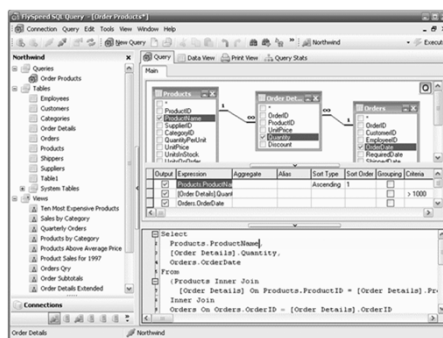 FlySpeed SQL Query - [Order Products*]
Connection Query Edit Items Tools View Window Help
New Query Northwind Execut
Northwind
Queries
Order Products
Tables
Employees
Customers
Categories
Order Details
Orders
Products
Shippers
Suppliers
Table1
System Tables
Views
Ten Most Expensive Products
Sales by Category
Quarterly Orders
Products by Category
Products Above Average Price
Product Sales for 1997
Orders Qry
Order Subtotals
Order Details Extended
Connections
Query Data View Print View Query Stats
Main
Products
*
ProductID
ProductName
SupplierID
CategoryID
QuantityPerUnit
UnitPrice
UnitsInStock
Order Det...
*
OrderID
ProductID
UnitPrice
Quantity
Discount
Orders
*
OrderID
CustomerID
EmployeeID
OrderDate
RequiredDate
1 ∞ ∞ 1
Output Expression Aggregate Alias Sort Type Sort Order Grouping Criteria
Products.ProductNa Ascending 1
[Order Details].Quant > 1000
Orders.OrderDate
Select
Products.ProductName,
[Order Details].Quantity,
Orders.OrderDate
From
(Products Inner Join
[Order Details] On Products.ProductID = [Order Details].Pr
Inner Join
Orders On Orders.OrderID = [Order Details].OrderID
Order Details Northwind